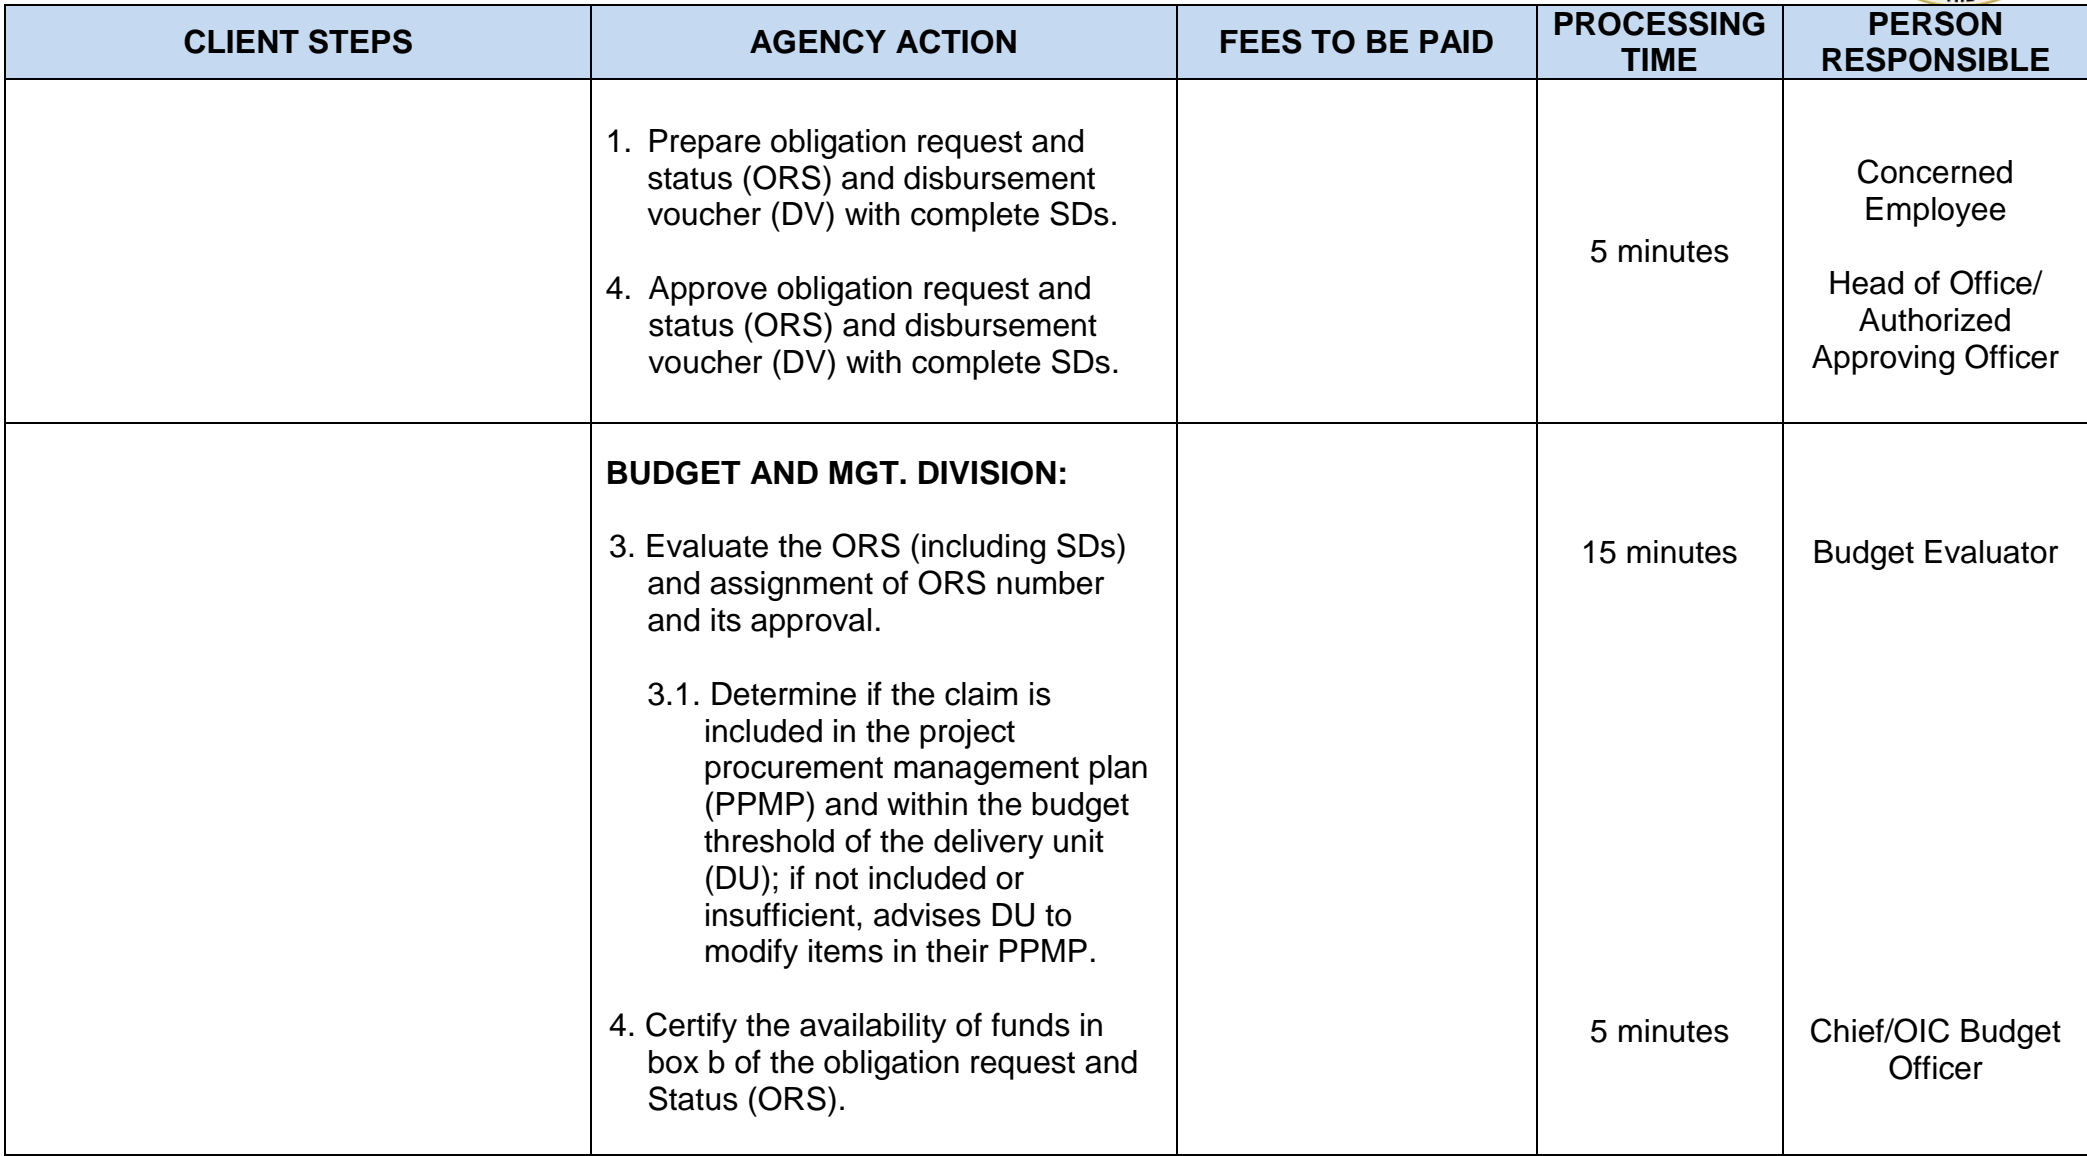 CLIENT STEPS
AGENCY ACTION
FEES TO BE PAID
PROCESSING
TIME
PERSON
RESPONSIBLE
1. Prepare obligation request and
status (ORS) and disbursement
voucher (DV) with complete SDs.
4. Approve obligation request and
status (ORS) and disbursement
voucher (DV) with complete SDs.
5 minutes
Concerned
Employee
Head of Office/
Authorized
Approving Officer
BUDGET AND MGT. DIVISION:
3. Evaluate the ORS (including SDs)
and assignment of ORS number
and its approval.
15 minutes
Budget Evaluator
3.1. Determine if the claim is
included in the project
procurement management plan
(PPMP) and within the budget
threshold of the delivery unit
(DU); if not included or
insufficient, advises DU to
modify items in their PPMP.
4. Certify the availability of funds in
box b of the obligation request and
Status (ORS).
5 minutes
Chief/OIC Budget
Officer